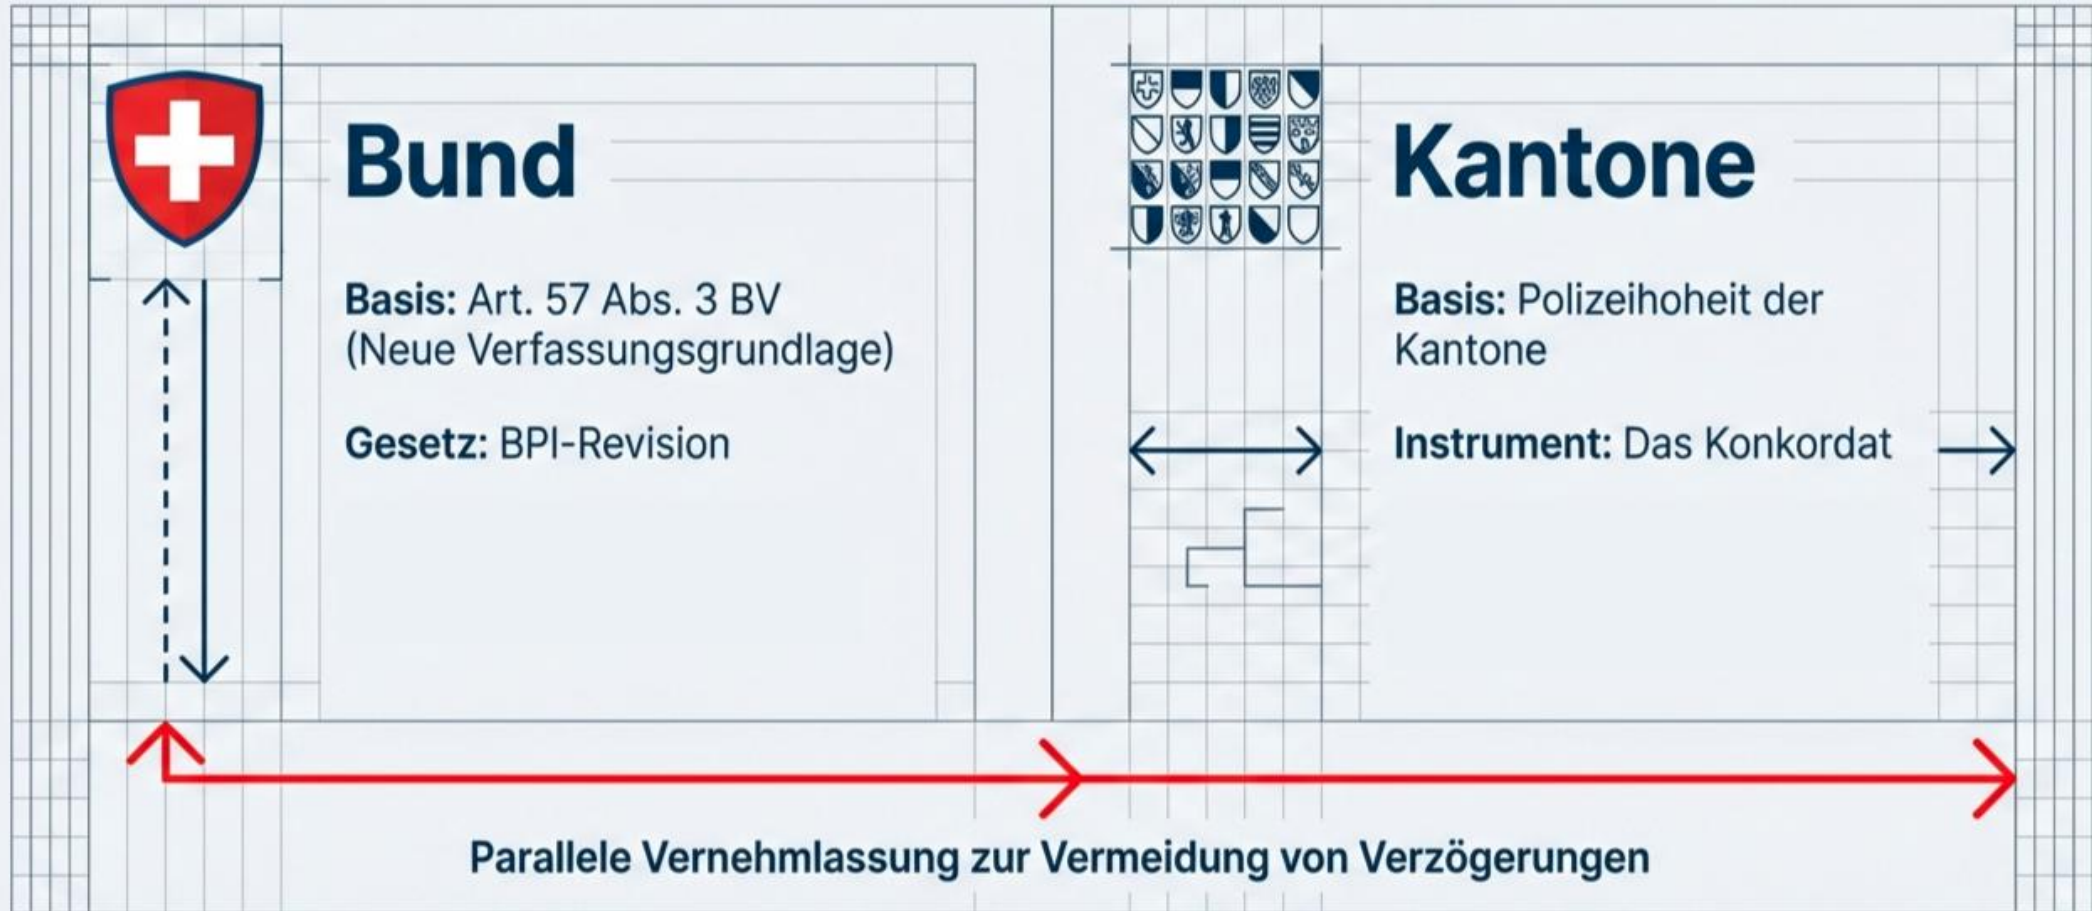 Bund
Basis: Art. 57 Abs. 3 BV
(Neue Verfassungsgrundlage)
Gesetz: BPI-Revision
Kantone
Basis: Polizeihoheit der
Kantone
Instrument: Das Konkordat
Parallele Vernehmlassung zur Vermeidung von Verzögerungen